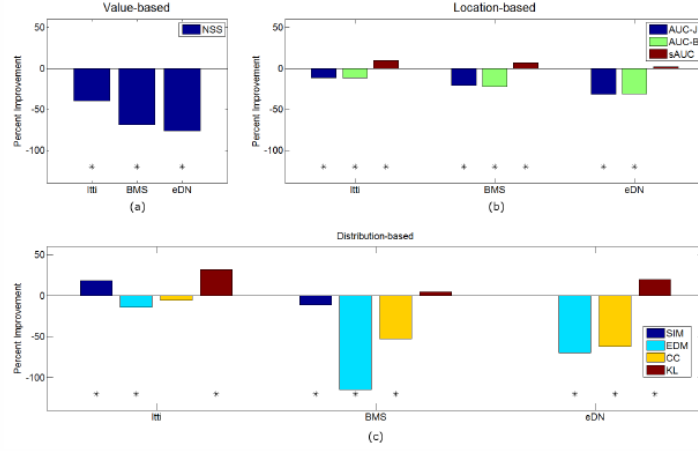 Value-based
Location-based
NSS
AUC-J
AUC-B
sAUC
Percent Improvement
50
0
-50
-100
* * *
Itti BMS eDN
(a)
Percent Improvement
50
0
-50
-100
* * * * * * * *
Itti BMS eDN
(b)
Distribution-based
Percent Improvement
50
0
-50
-100
SIM
EDM
CC
KL
* * * * * * * * *
Itti BMS eDN
(c)